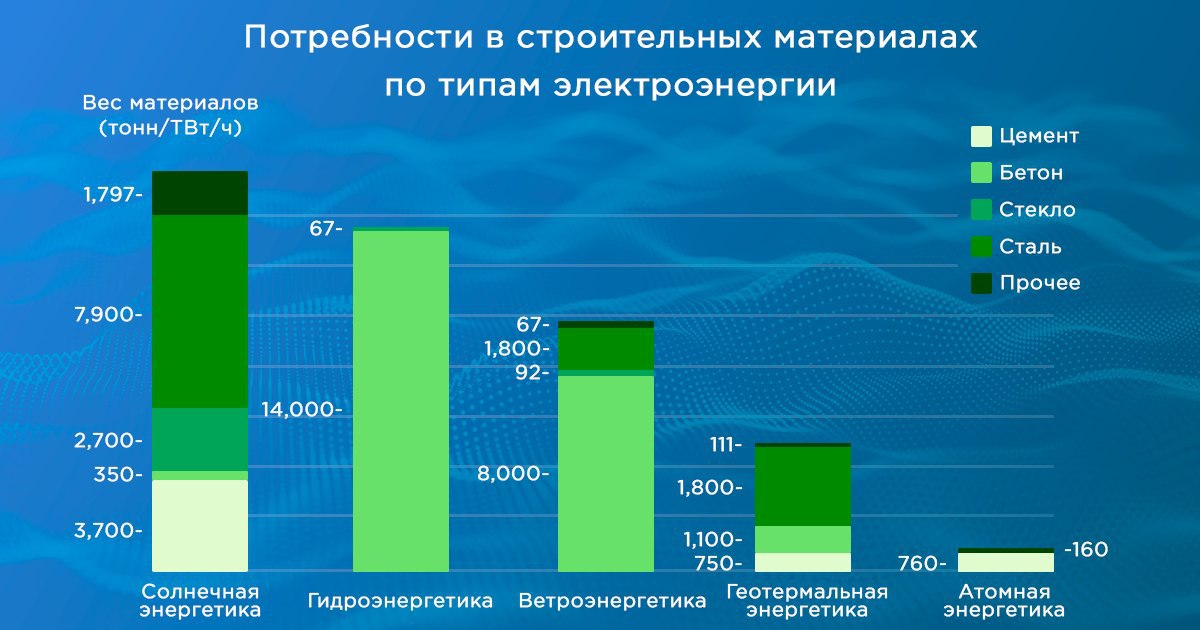 Потребности в строительных материалах
по типам электроэнергии
Вес материалов
(тонн/ТВт/ч)
Цемент
Бетон
Стекло
Сталь
Прочее
1,797-
7,900-
2,700-
350-
3,700-
67-
14,000-
67-
1,800-
92-
8,000-
111-
1,800-
1,100-
750-
760-
-160
Солнечная
энергетика
Гидроэнергетика
Ветроэнергетика
Геотермальная
энергетика
Атомная
энергетика